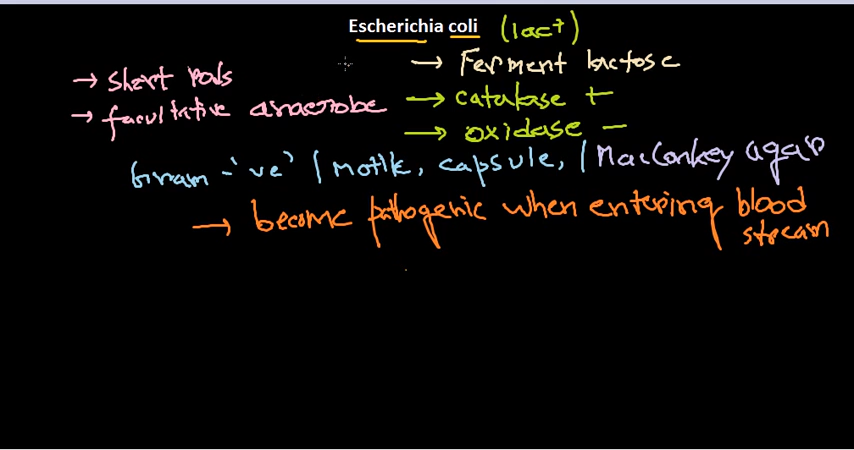 Escherichia coli (lact+)
→ Ferment lactose
→ short rods
→ facultative anaerobe
→ catalase +
→ oxidase −
Gram -'ve' / Motile, capsule, / MacConkey agar
→ become pathogenic when entering blood
stream